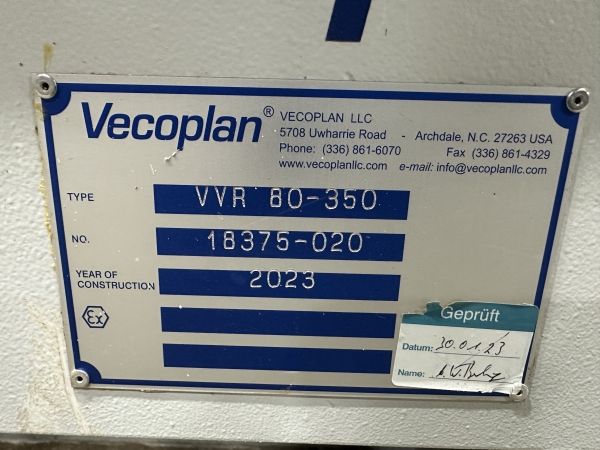 Vecoplan® VECOPLAN LLC
5708 Uwharrie Road - Archdale, N.C. 27263 USA
Phone: (336) 861-6070 Fax (336) 861-4329
www.vecoplanllc.com e-mail: info@vecoplanllc.com
TYPE VVR 80-350
NO. 18375-020
YEAR OF CONSTRUCTION 2023
Ex
Geprüft
Datum: 30.01.23
Name: